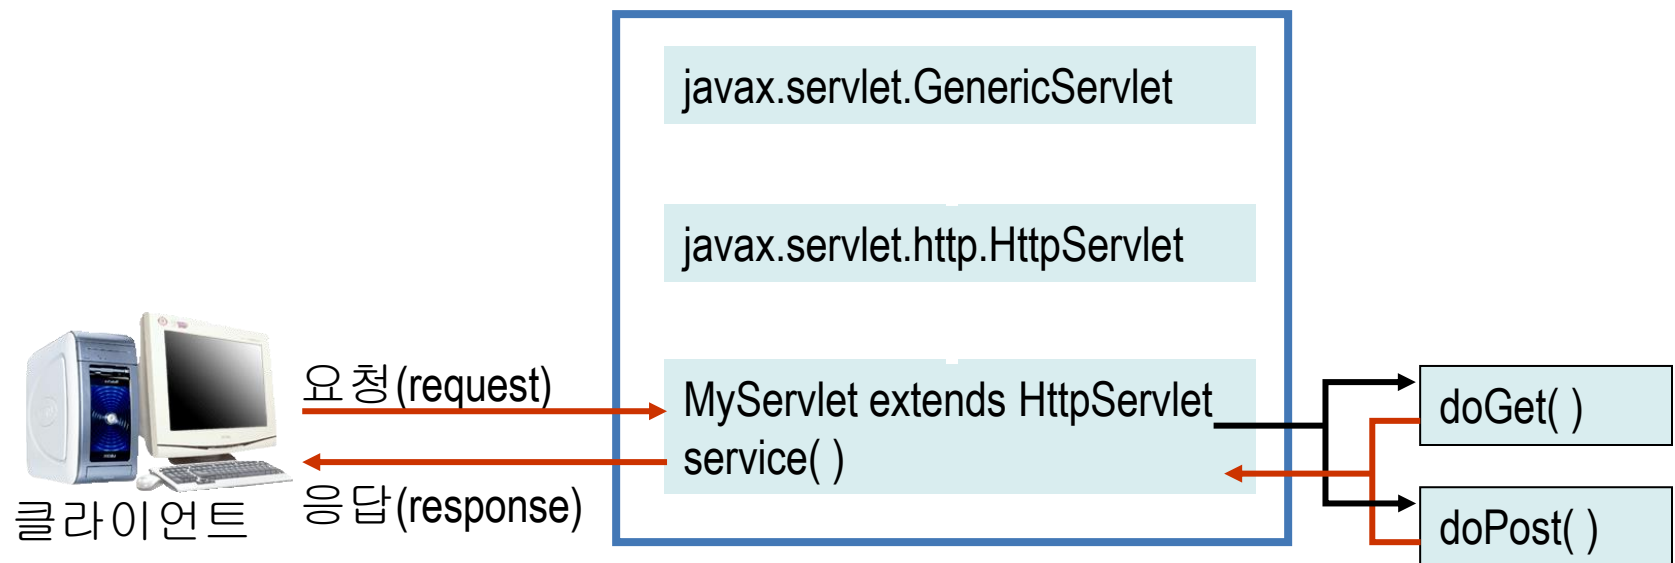 javax.servlet.GenericServlet
javax.servlet.http.HttpServlet
요청(request)
MyServlet extends HttpServlet
service( )
doGet( )
응답(response)
클라이언트
doPost( )